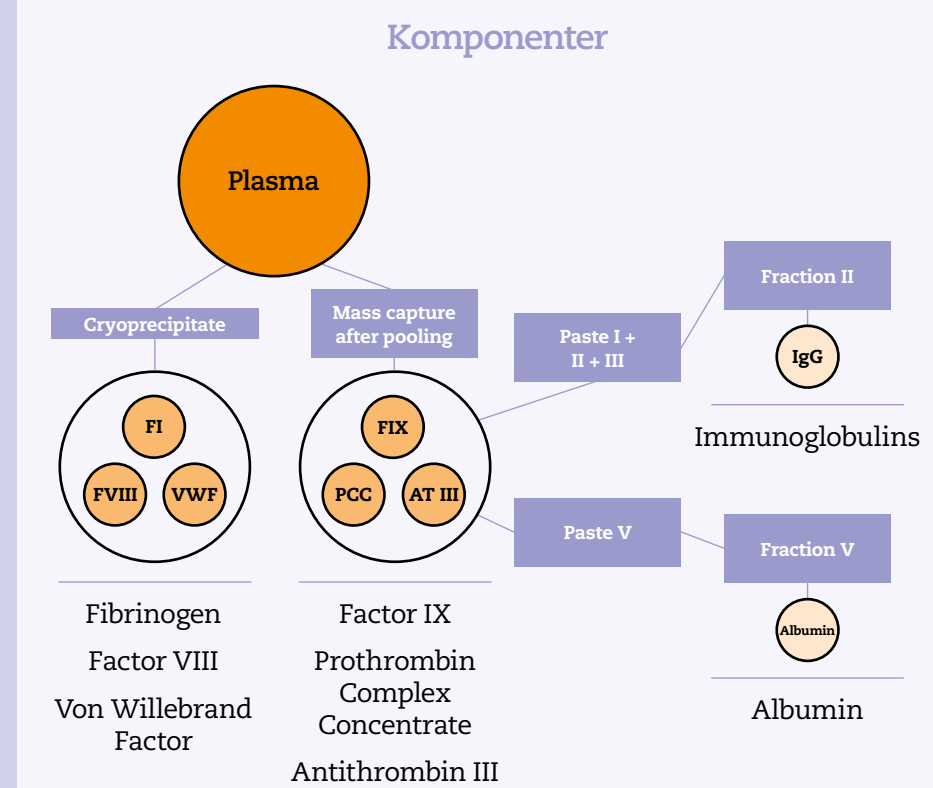 Komponenter
Plasma
Cryoprecipitate
Mass capture
after pooling
Paste I +
II + III
Fraction II
IgG
Immunoglobulins
FI
FVIII
VWF
FIX
PCC
AT III
Paste V
Fraction V
Albumin
Albumin
Fibrinogen
Factor VIII
Von Willebrand
Factor
Factor IX
Prothrombin
Complex
Concentrate
Antithrombin III